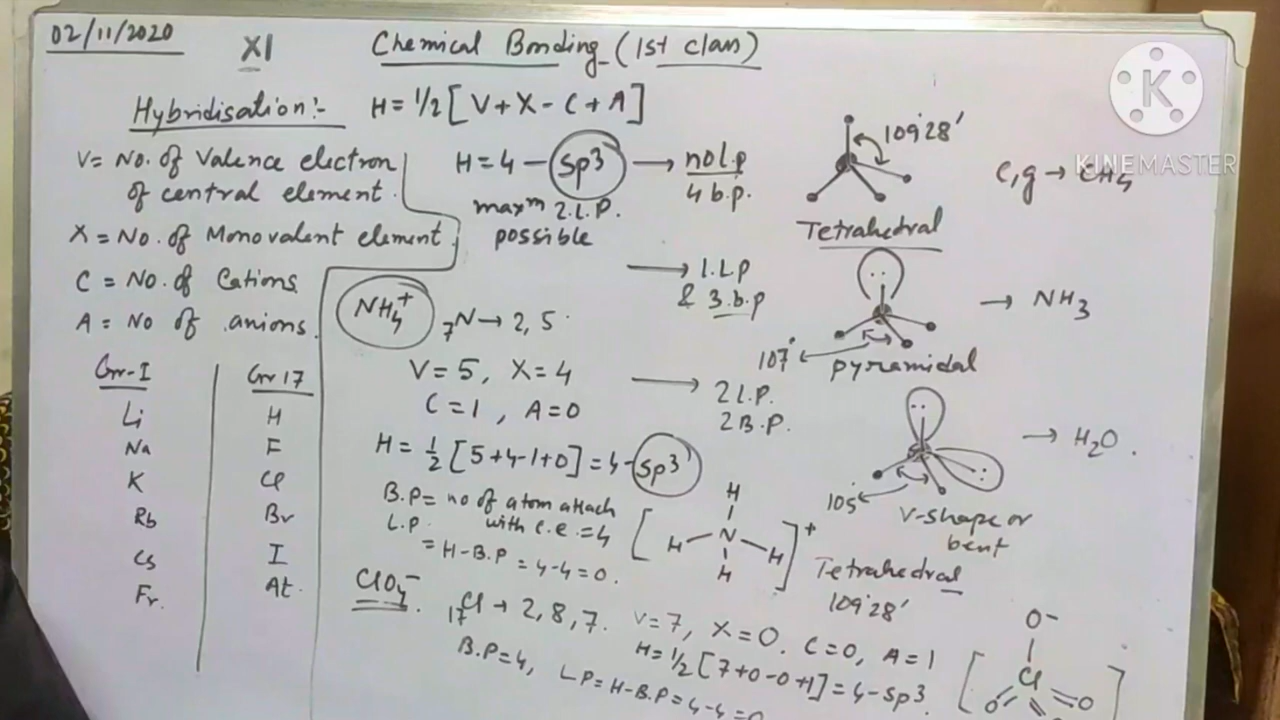 02/11/2020 XI Chemical Bonding (1st class)
K
KINEMASTER
Hybridisation:- H = 1/2 [V + X - C + A]
V = No. of Valence electron
of central element.
X = No. of Monovalent element
C = No. of Cations
A = No of anions.
Gr-I
Li
Na
K
Rb
Cs
Fr.
Gr 17
H
F
Cl
Br
I
At.
H = 4 — sp3 → no l.p
4 b.p.
maxm 2.L.P.
possible
109°28'
Tetrahedral
C, g → CH4
→ 1.L.P
& 3.b.p
107°
pyramidal
→ NH3
→ 2 L.P.
2 B.P.
105°
V-shape or
bent
→ H2O.
NH4+ 7N → 2, 5
V = 5, X = 4
C = 1, A = 0
H = 1/2 [5+4-1+0] = 4 - sp3
B.P = no of atom attach
with c.e. = 4
L.P.
= H - B.P = 4-4 = 0.
[H N H H H]+
Tetrahedral
109°28'
ClO4-. 17Cl → 2, 8, 7. V = 7, X = 0. C = 0, A = 1
H = 1/2 [7+0-0+1] = 4 - sp3.
B.P = 4, L P = H - B.P = 4-4 = 0
O-
Cl
O O